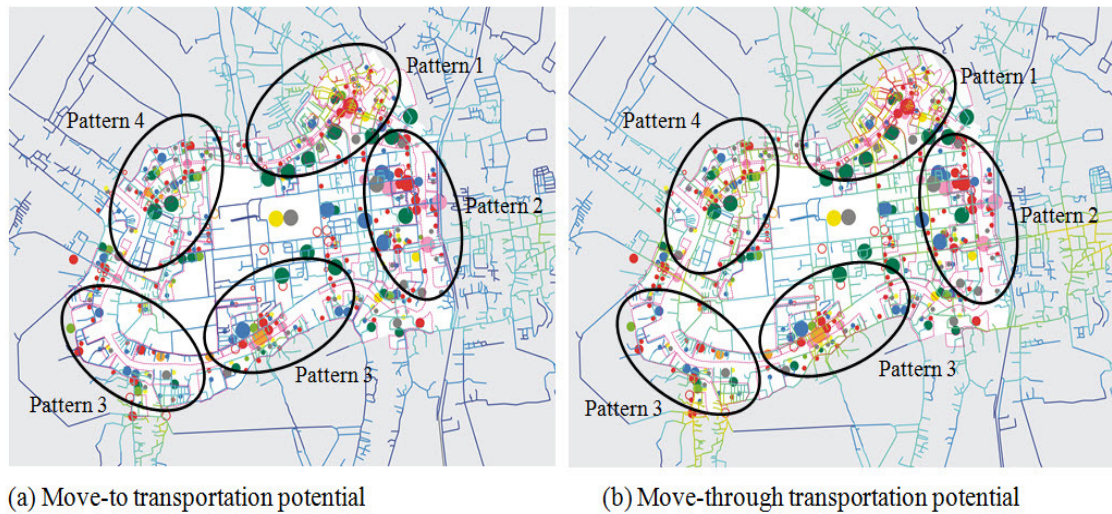 Pattern 1
Pattern 4
Pattern 2
Pattern 3
Pattern 3
(a) Move-to transportation potential
Pattern 1
Pattern 4
Pattern 2
Pattern 3
Pattern 3
(b) Move-through transportation potential